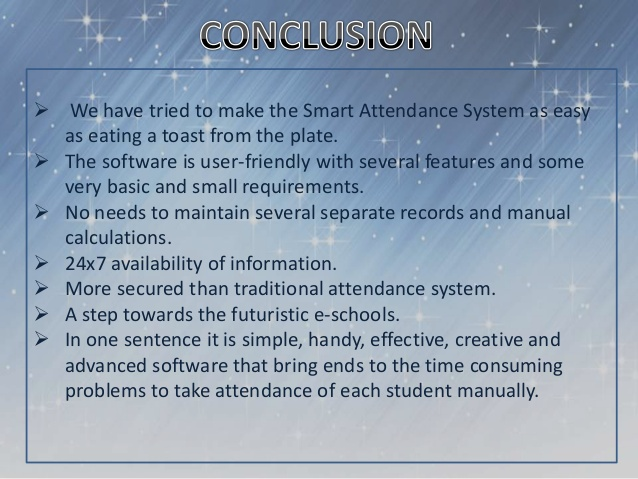 CONCLUSION
➢ We have tried to make the Smart Attendance System as easy
as eating a toast from the plate.
➢ The software is user-friendly with several features and some
very basic and small requirements.
➢ No needs to maintain several separate records and manual
calculations.
➢ 24x7 availability of information.
➢ More secured than traditional attendance system.
➢ A step towards the futuristic e-schools.
➢ In one sentence it is simple, handy, effective, creative and
advanced software that bring ends to the time consuming
problems to take attendance of each student manually.